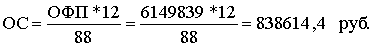 ОС = ОФП *12 / 88 = 6149839 *12 / 88 = 838614,4 руб.